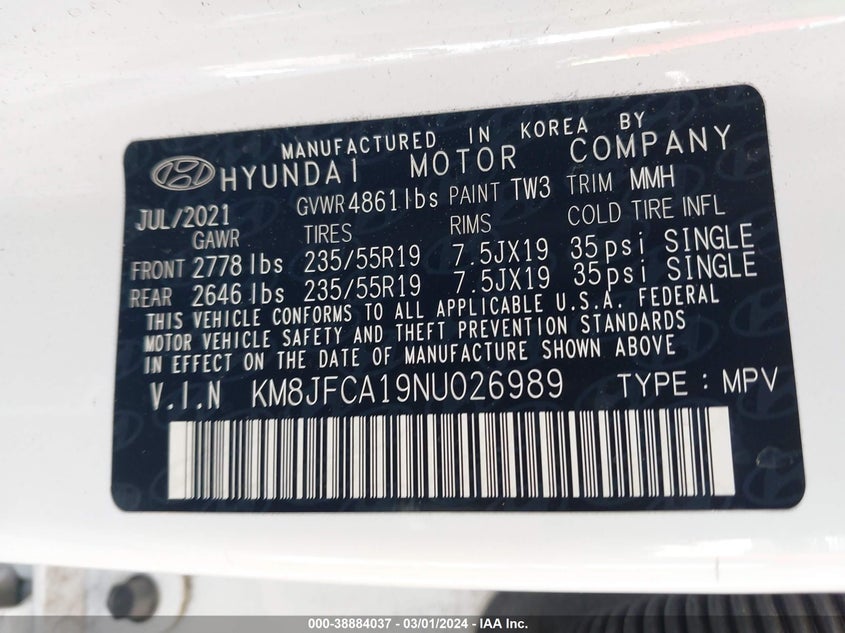 MANUFACTURED IN KOREA BY
HYUNDAI MOTOR COMPANY
JUL/2021 GVWR 4861lbs PAINT TW3 TRIM MMH
GAWR TIRES RIMS COLD TIRE INFL
FRONT 2778 lbs 235/55R19 7.5JX19 35psi SINGLE
REAR 2646 lbs 235/55R19 7.5JX19 35psi SINGLE
THIS VEHICLE CONFORMS TO ALL APPLICABLE U.S.A. FEDERAL
MOTOR VEHICLE SAFETY AND THEFT PREVENTION STANDARDS
IN EFFECT ON THE DATE OF MANUFACTURE SHOWN ABOVE
V.I.N KM8JFCA19NU026989 TYPE : MPV
000-38884037 - 03/01/2024 - IAA Inc.